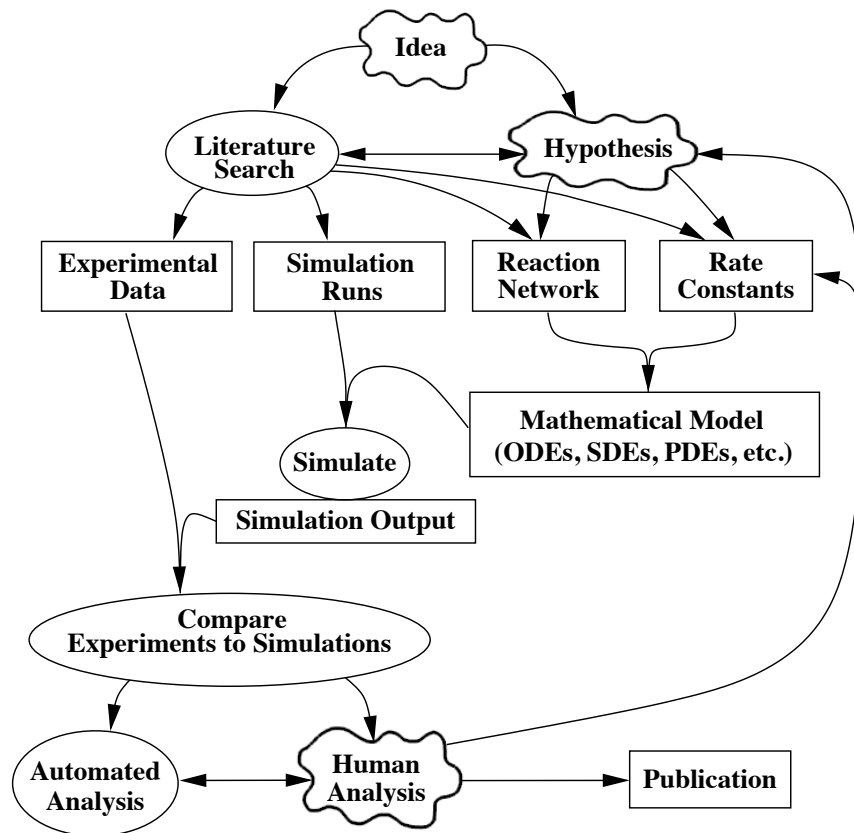 Idea
Literature
Search
Hypothesis
Experimental
Data
Simulation
Runs
Reaction
Network
Rate
Constants
Mathematical Model
(ODEs, SDEs, PDEs, etc.)
Simulate
Simulation Output
Compare
Experiments to Simulations
Automated
Analysis
Human
Analysis
Publication